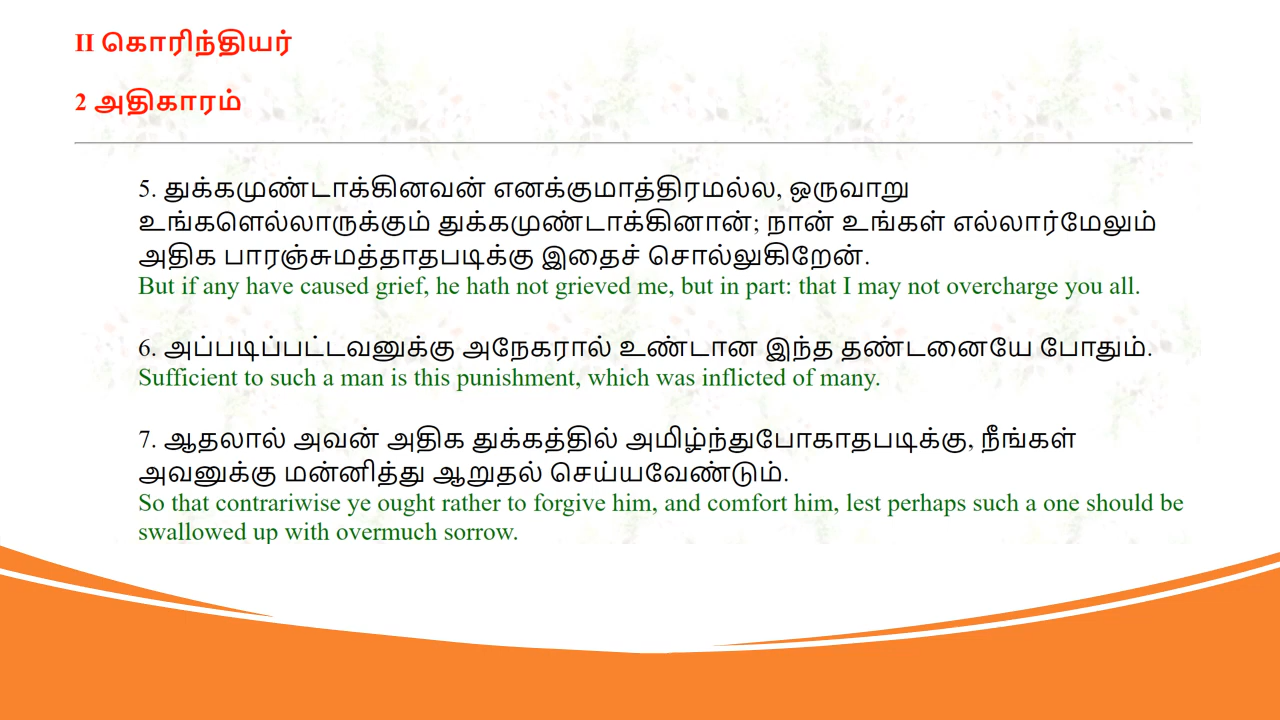 II கொரிந்தியர்
2 அதிகாரம்
5. துக்கமுண்டாக்கினவன் எனக்குமாத்திரமல்ல, ஒருவாறு
உங்களெல்லாருக்கும் துக்கமுண்டாக்கினான்; நான் உங்கள் எல்லார்மேலும்
அதிக பாரஞ்சுமத்தாதபடிக்கு இதைச் சொல்லுகிறேன்.
But if any have caused grief, he hath not grieved me, but in part: that I may not overcharge you all.
6. அப்படிப்பட்டவனுக்கு அநேகரால் உண்டான இந்த தண்டனையே போதும்.
Sufficient to such a man is this punishment, which was inflicted of many.
7. ஆதலால் அவன் அதிக துக்கத்தில் அமிழ்ந்துபோகாதபடிக்கு, நீங்கள்
அவனுக்கு மன்னித்து ஆறுதல் செய்யவேண்டும்.
So that contrariwise ye ought rather to forgive him, and comfort him, lest perhaps such a one should be
swallowed up with overmuch sorrow.